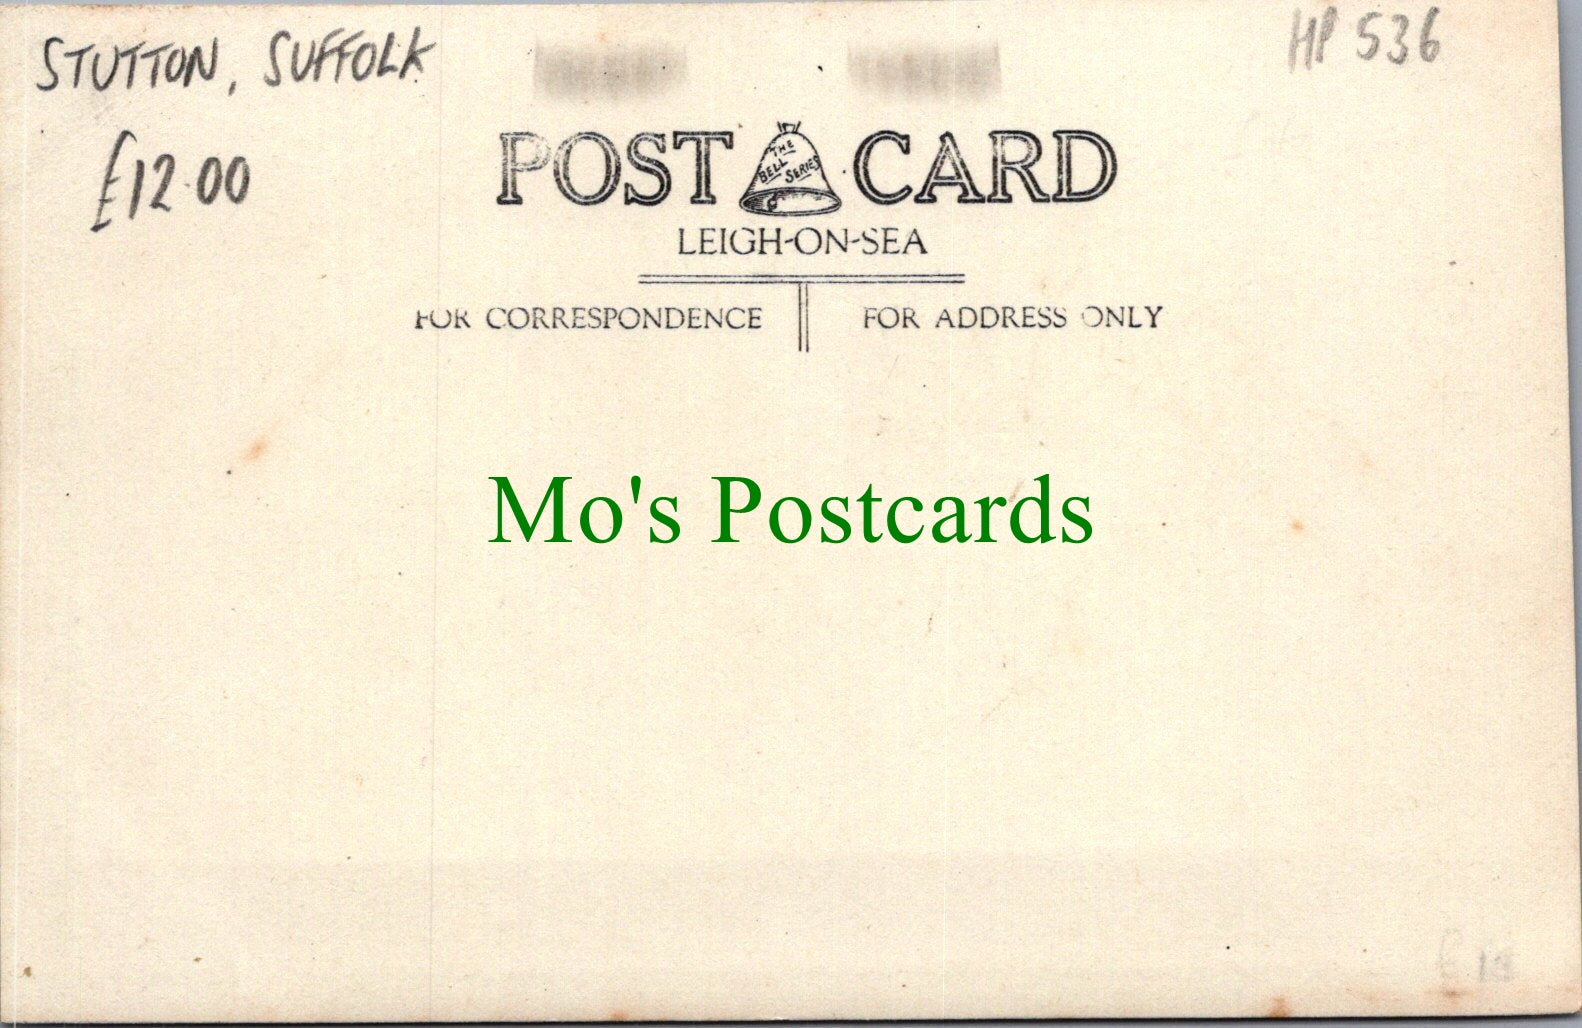 STUTTON, SUFFOLK
HP 536
£12.00
POST CARD
THE
BELL SERIES
LEIGH-ON-SEA
FOR CORRESPONDENCE
FOR ADDRESS ONLY
Mo's Postcards